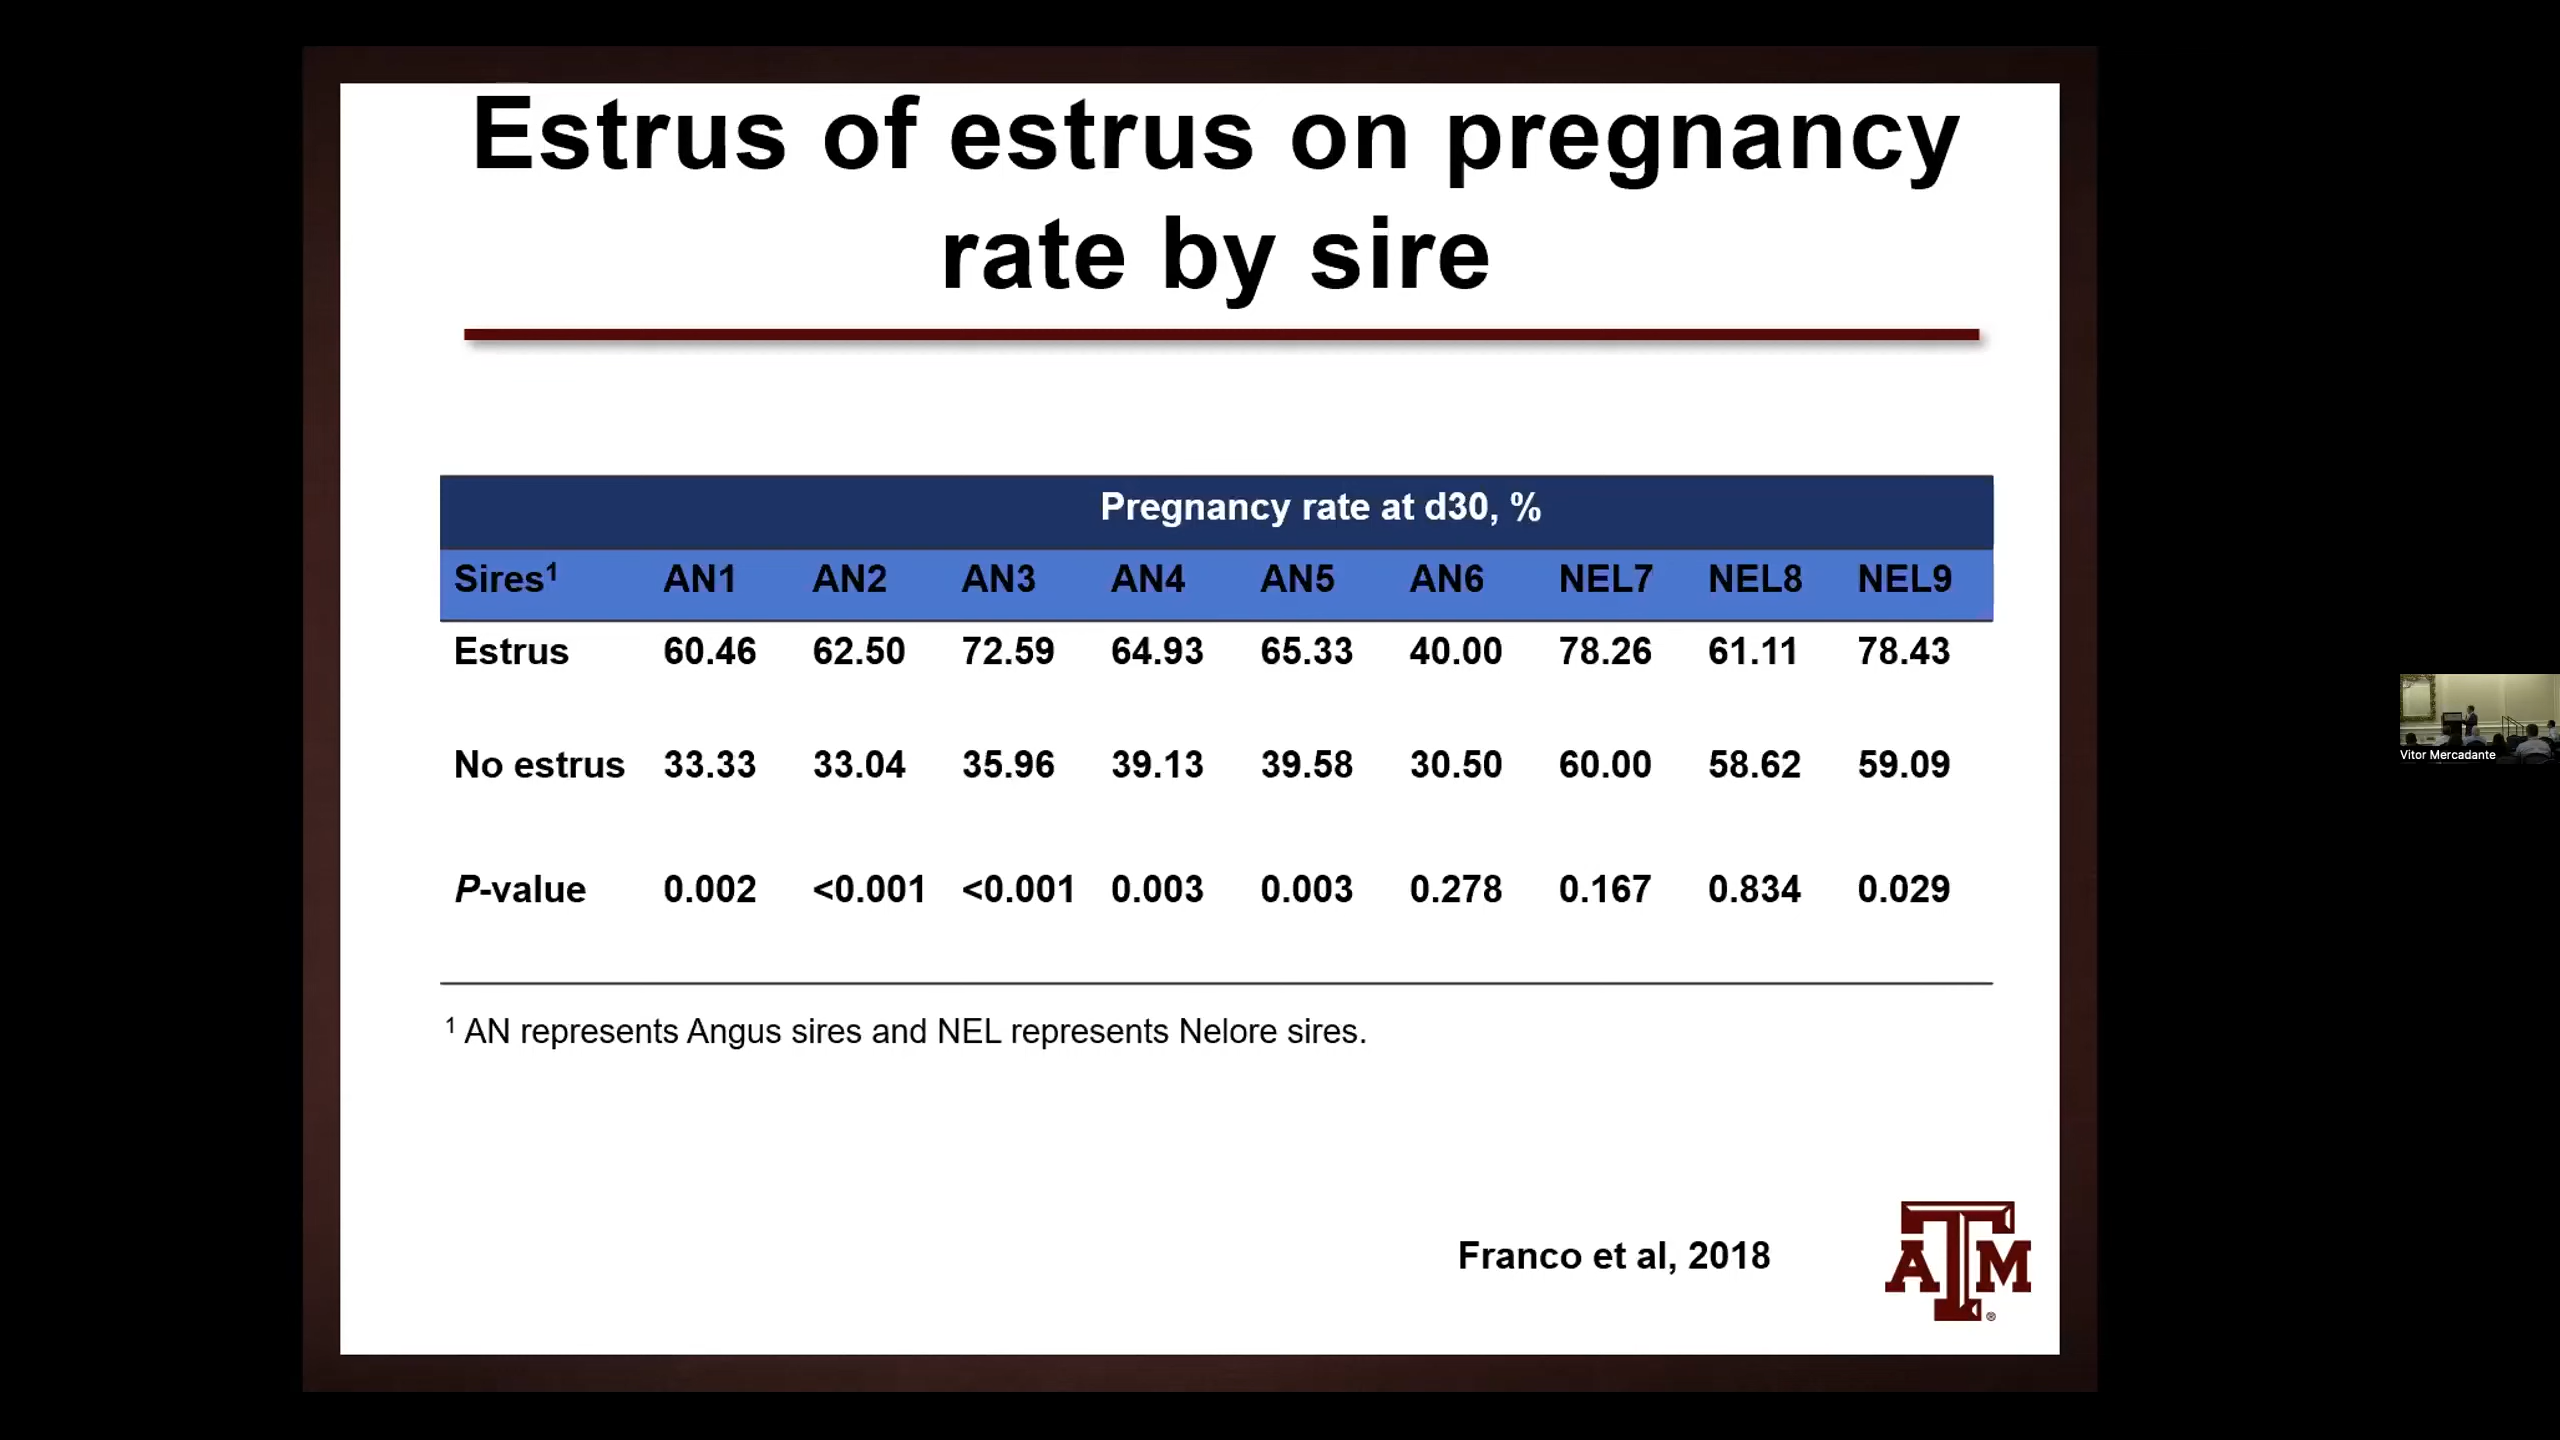 Estrus of estrus on pregnancy
rate by sire
Pregnancy rate at d30, %
Sires¹ AN1 AN2 AN3 AN4 AN5 AN6 NEL7 NEL8 NEL9
Estrus 60.46 62.50 72.59 64.93 65.33 40.00 78.26 61.11 78.43
No estrus 33.33 33.04 35.96 39.13 39.58 30.50 60.00 58.62 59.09
P-value 0.002 <0.001 <0.001 0.003 0.003 0.278 0.167 0.834 0.029
¹ AN represents Angus sires and NEL represents Nelore sires.
Franco et al, 2018
ATM®
Vitor Mercadante